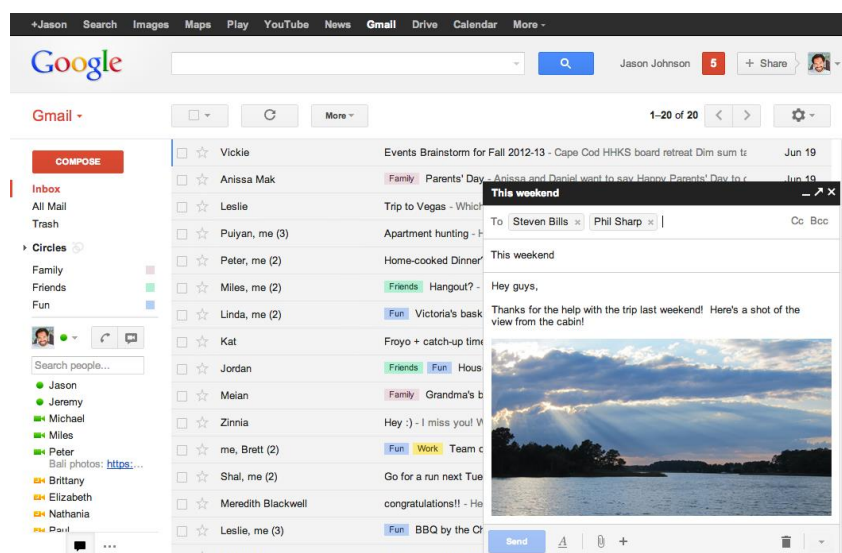 +Jason Search Images Maps Play YouTube News Gmail Drive Calendar More
Google
Jason Johnson 5 + Share
Gmail
More
1–20 of 20
COMPOSE
Inbox
All Mail
Trash
Circles
Family
Friends
Fun
Search people...
Jason
Jeremy
Michael
Miles
Peter
Bali photos: https:...
Brittany
Elizabeth
Nathania
Paul
Vickie Events Brainstorm for Fall 2012-13 - Cape Cod HHKS board retreat Dim sum ta Jun 19
Anissa Mak Family Parents' Day - Anissa and Daniel want to say Happy Parents' Day to Jun 19
Leslie Trip to Vegas - Which
Puiyan, me (3) Apartment hunting - H
Peter, me (2) Home-cooked Dinner
Miles, me (2) Friends Hangout? -
Linda, me (2) Fun Victoria's bask
Kat Froyo + catch-up time
Jordan Friends Fun Hous
Meian Family Grandma's b
Zinnia Hey :) - I miss you! W
me, Brett (2) Fun Work Team
Shal, me (2) Go for a run next Tue
Meredith Blackwell congratulations!! - He
Leslie, me (3) Fun BBQ by the Ch
This weekend
To Steven Bills × Phil Sharp × Cc Bcc
This weekend
Hey guys,
Thanks for the help with the trip last weekend! Here's a shot of the
view from the cabin!
Send A +